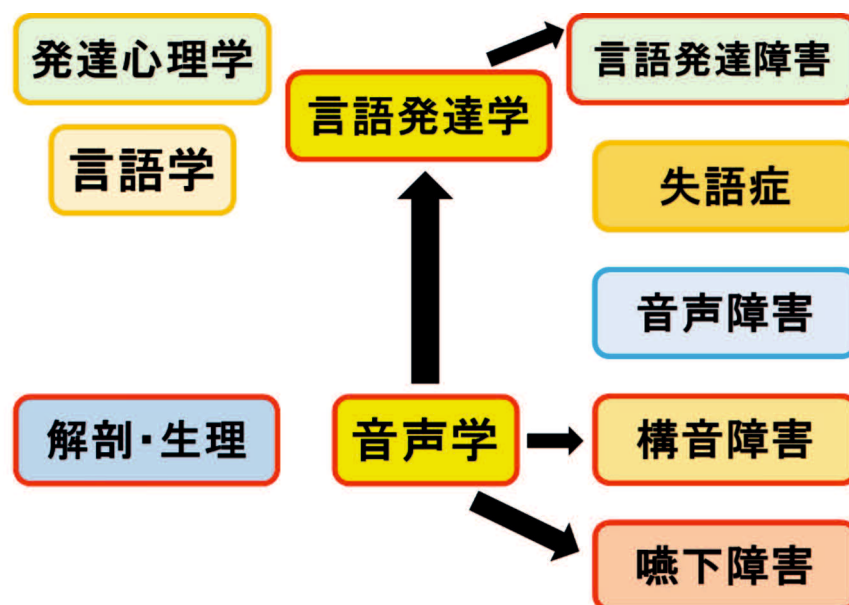 発達心理学
言語発達学
言語発達障害
言語学
失語症
音声障害
解剖・生理
音声学
構音障害
嚥下障害